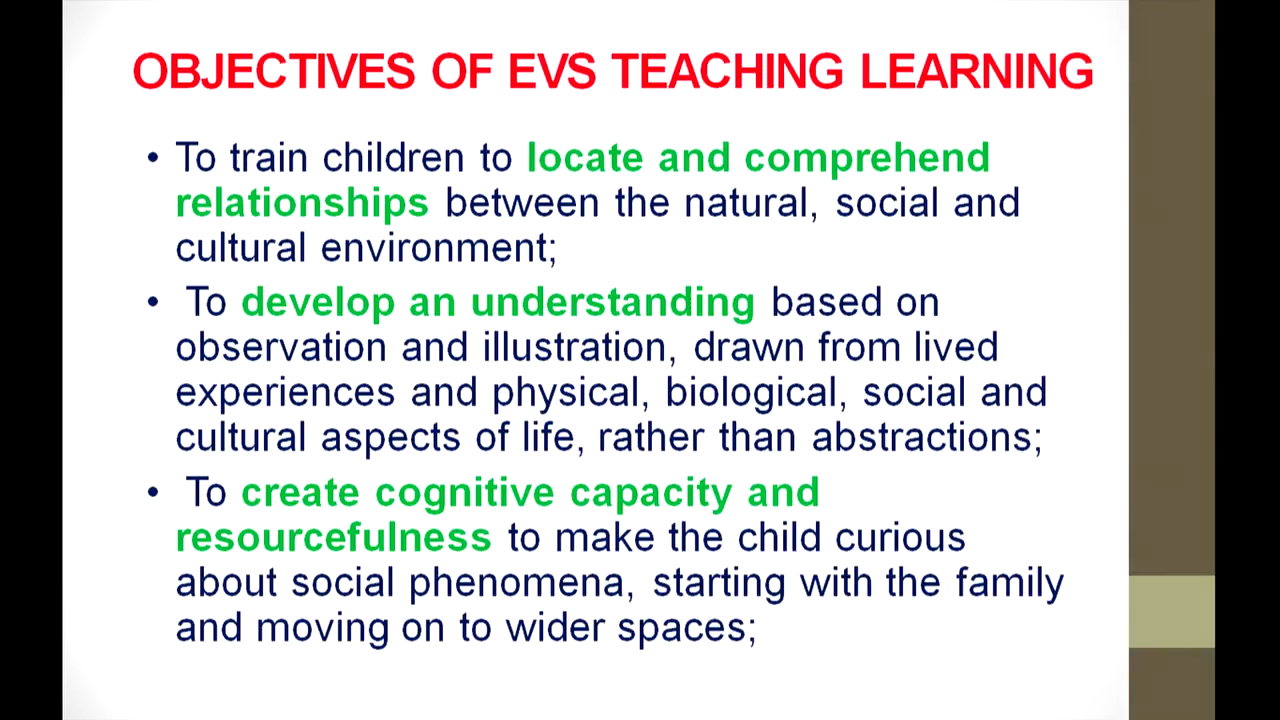 OBJECTIVES OF EVS TEACHING LEARNING
• To train children to locate and comprehend
relationships between the natural, social and
cultural environment;
• To develop an understanding based on
observation and illustration, drawn from lived
experiences and physical, biological, social and
cultural aspects of life, rather than abstractions;
• To create cognitive capacity and
resourcefulness to make the child curious
about social phenomena, starting with the family
and moving on to wider spaces;